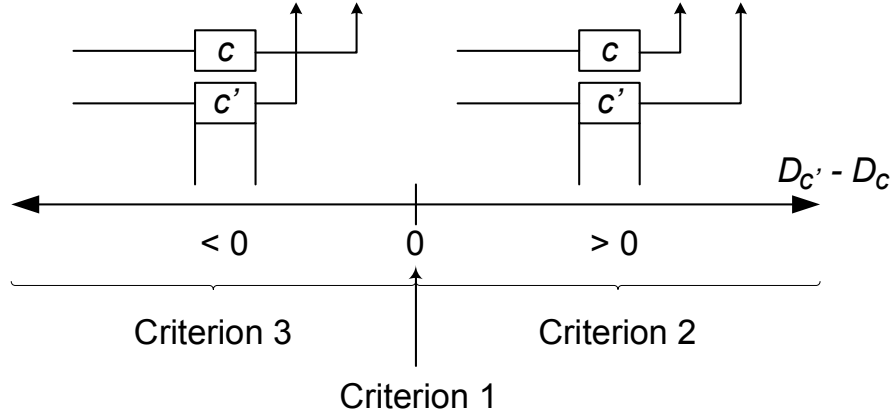 c c
c’ c’
D_c’ - D_c
< 0 0 > 0
Criterion 3 Criterion 2
Criterion 1